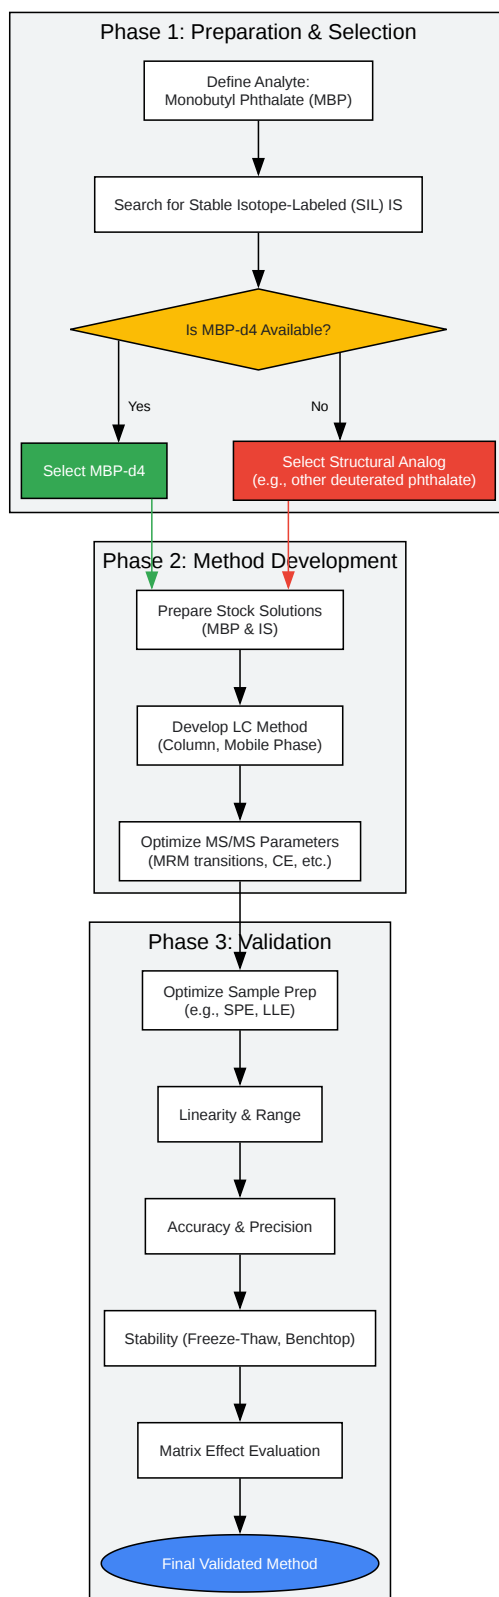 Phase 1: Preparation & Selection
Define Analyte:
Monobutyl Phthalate (MBP)
Search for Stable Isotope-Labeled (SIL) IS
Is MBP-d4 Available?
Yes
No
Select MBP-d4
Select Structural Analog
(e.g., other deuterated phthalate)
Phase 2: Method Development
Prepare Stock Solutions
(MBP & IS)
Develop LC Method
(Column, Mobile Phase)
Optimize MS/MS Parameters
(MRM transitions, CE, etc.)
Phase 3: Validation
Optimize Sample Prep
(e.g., SPE, LLE)
Linearity & Range
Accuracy & Precision
Stability (Freeze-Thaw, Benchtop)
Matrix Effect Evaluation
Final Validated Method